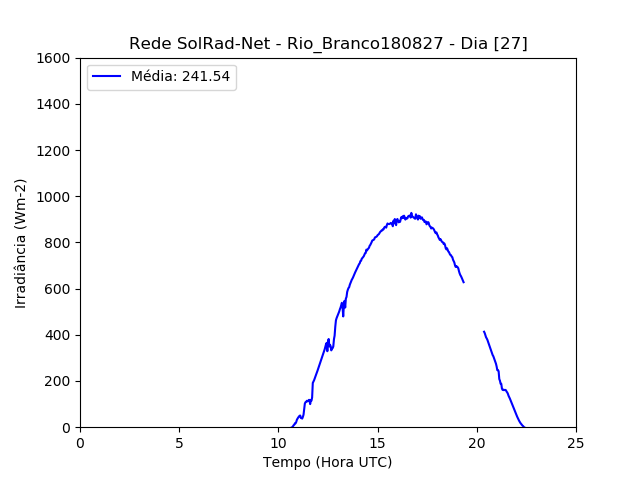 Rede SolRad-Net - Rio_Branco180827 - Dia [27]
Média: 241.54
Irradiância (Wm-2)
1600
1400
1200
1000
800
600
400
200
0
0 5 10 15 20 25
Tempo (Hora UTC)